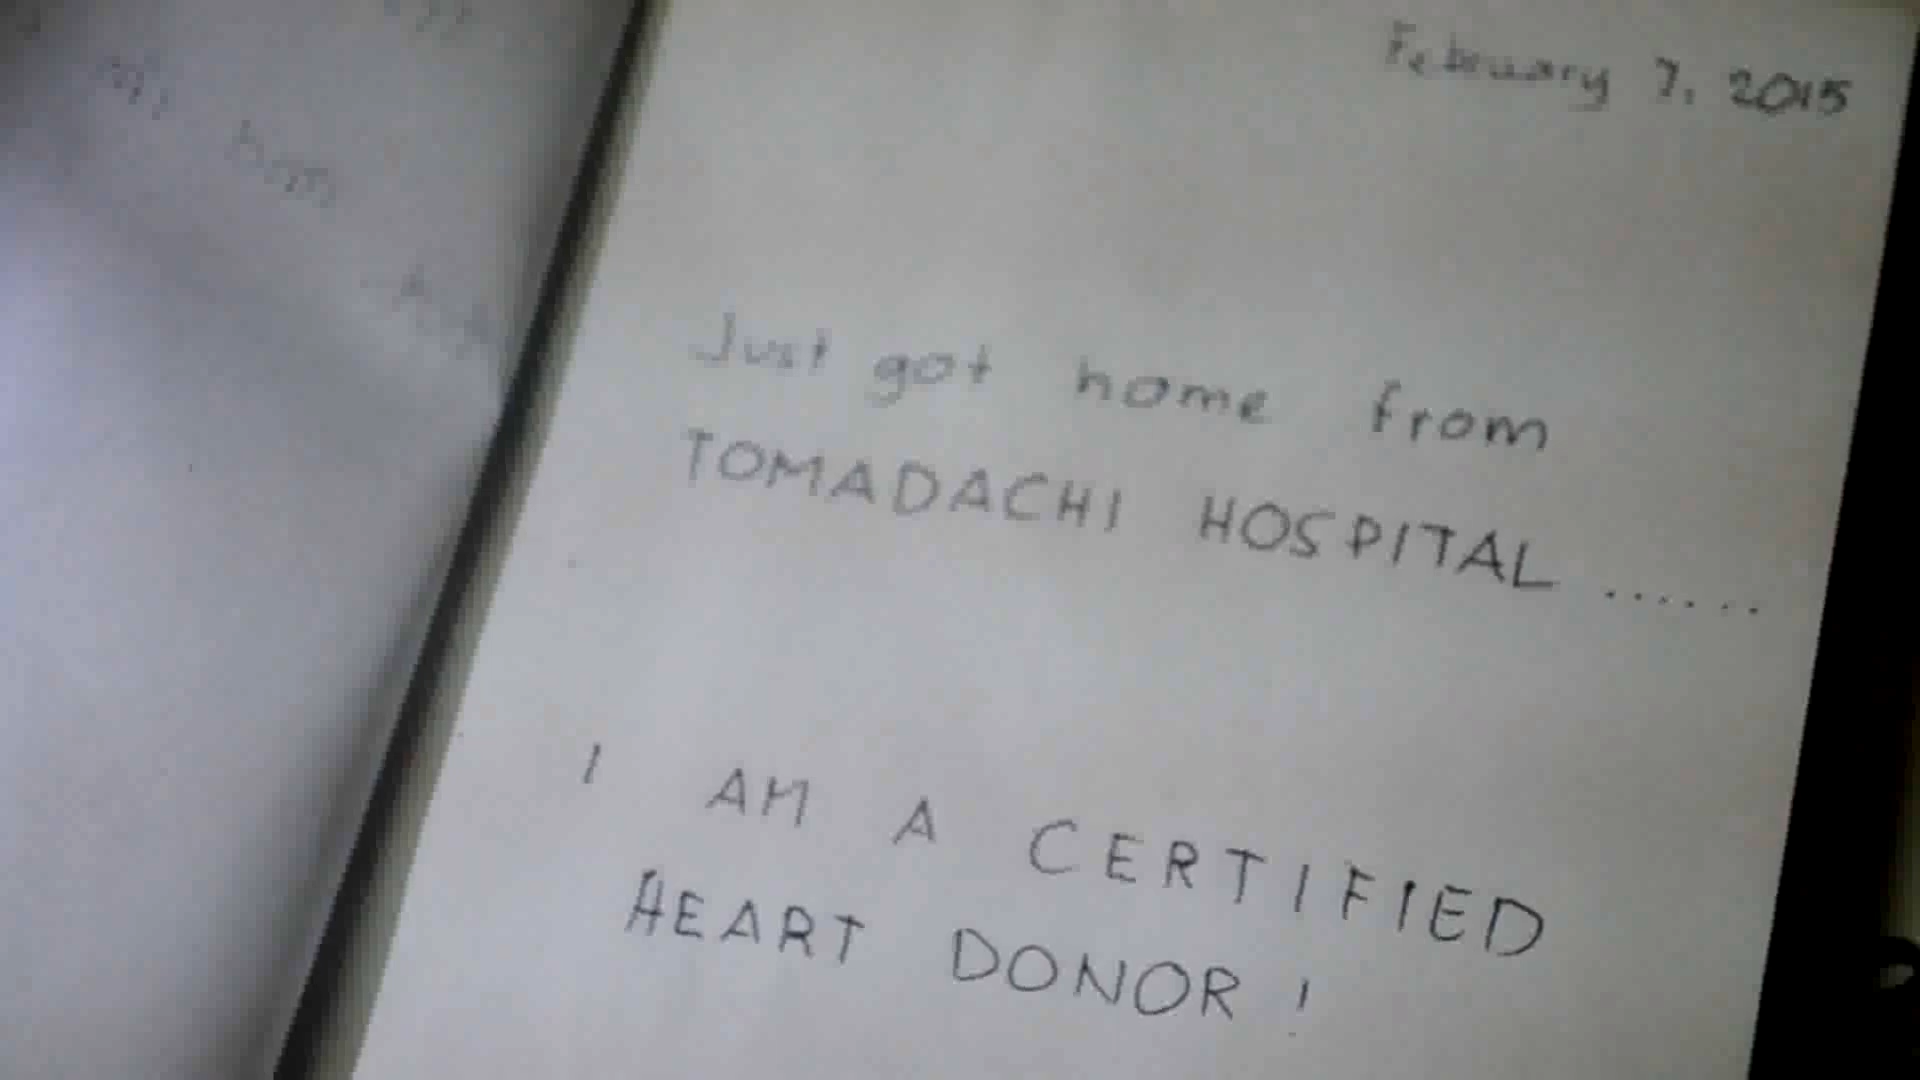 February 7, 2015
Just got home from
TOMADACHI HOSPITAL ......
I AM A CERTIFIED
HEART DONOR !